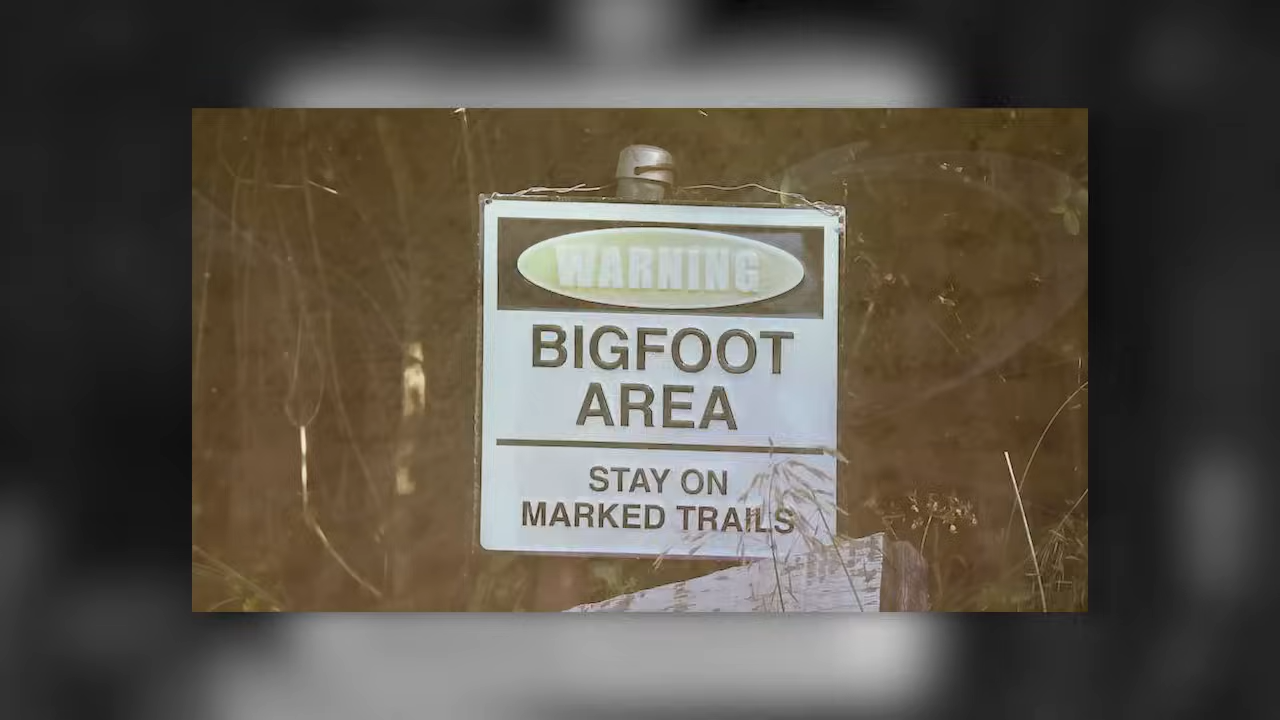 WARNING
BIGFOOT
AREA
STAY ON
MARKED TRAILS